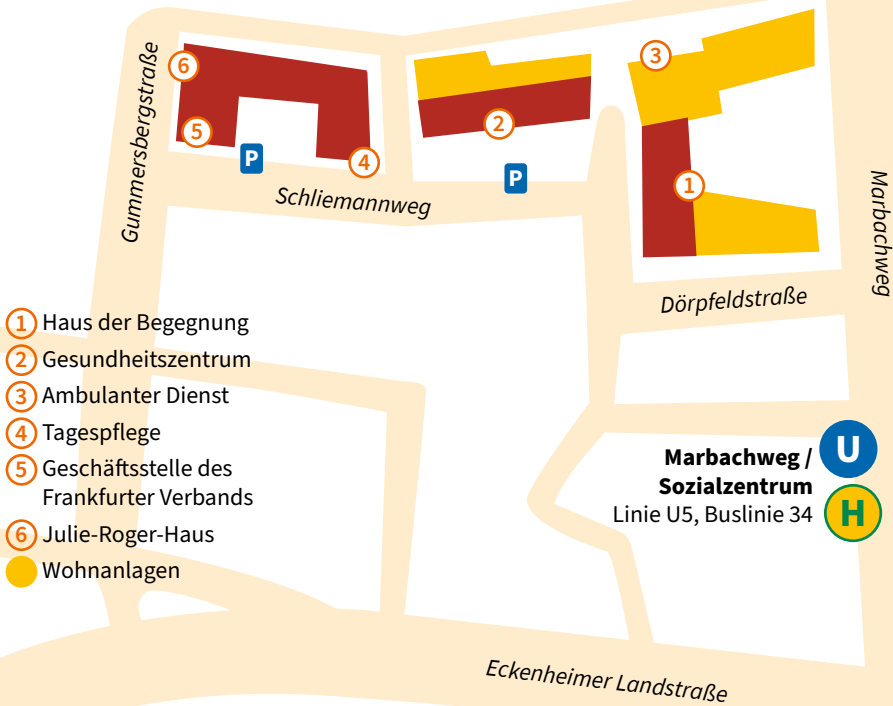 6
3
5
P
4
2
P
1
Gummersbergstraße
Schliemannweg
Marbachweg
Dörpfeldstraße
1 Haus der Begegnung
2 Gesundheitszentrum
3 Ambulanter Dienst
4 Tagespflege
5 Geschäftsstelle des
Frankfurter Verbands
6 Julie-Roger-Haus
Wohnanlagen
Marbachweg /
Sozialzentrum
Linie U5, Buslinie 34
U
H
Eckenheimer Landstraße